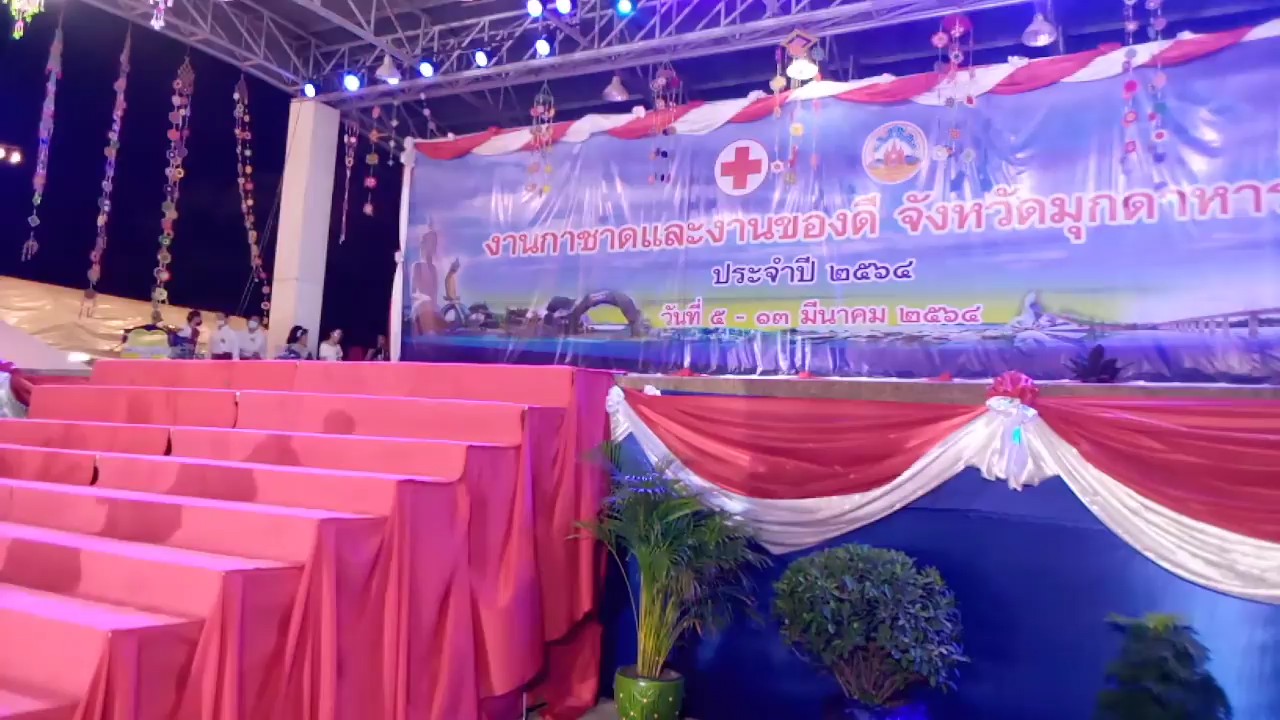 งานกาชาดและงานของดี จังหวัดมุกดาหาร
ประจำปี ๒๕๖๔
วันที่ ๕ - ๑๓ มีนาคม ๒๕๖๔